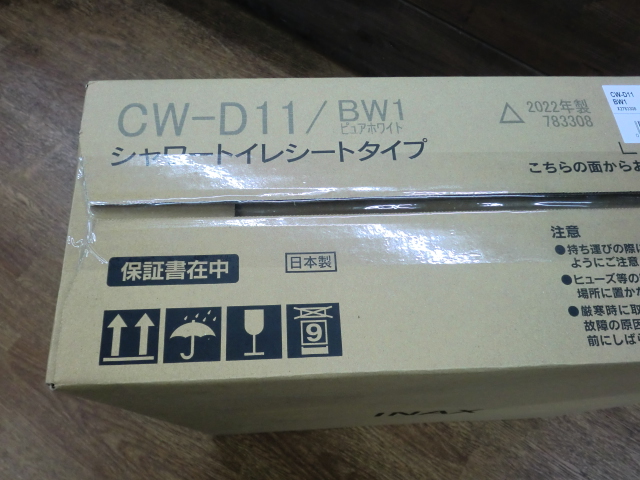 CW-D11/BW1
ピュアホワイト
△ 2022年製
783308
CW-D11
BW1
シャワートイレシートタイプ
こちらの面からお
注意
●持ち運びの際に
ようにご注意
●ヒューズ等の
場所に置か
●厳寒時に取
故障の原因
前にしば
保証書在中
日本製
9
INAX